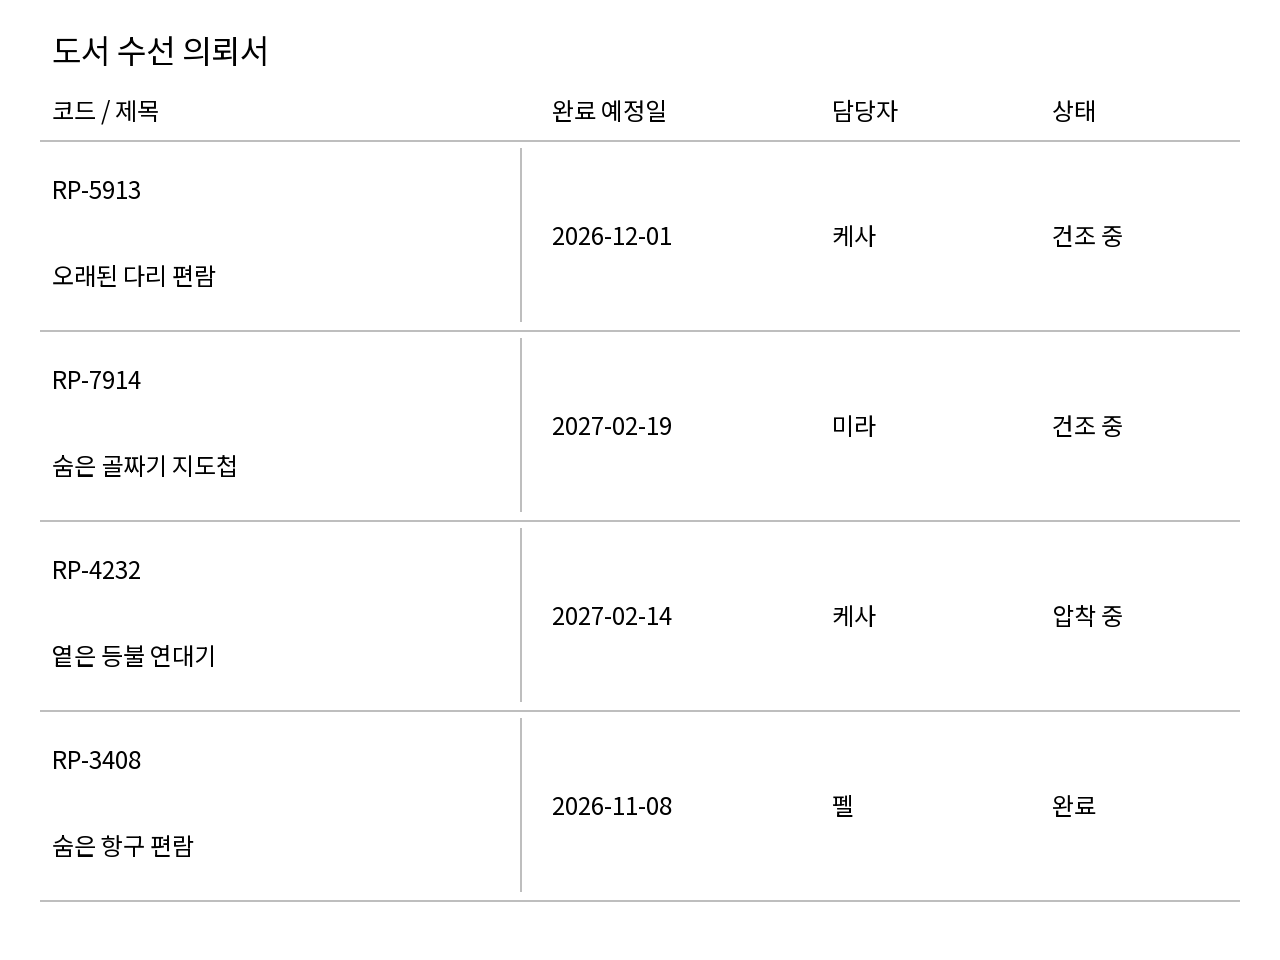 도서 수선 의뢰서
코드 / 제목 완료 예정일 담당자 상태
RP-5913
오래된 다리 편람
2026-12-01 케사 건조 중
RP-7914
숨은 골짜기 지도첩
2027-02-19 미라 건조 중
RP-4232
옅은 등불 연대기
2027-02-14 케사 압착 중
RP-3408
숨은 항구 편람
2026-11-08 펠 완료